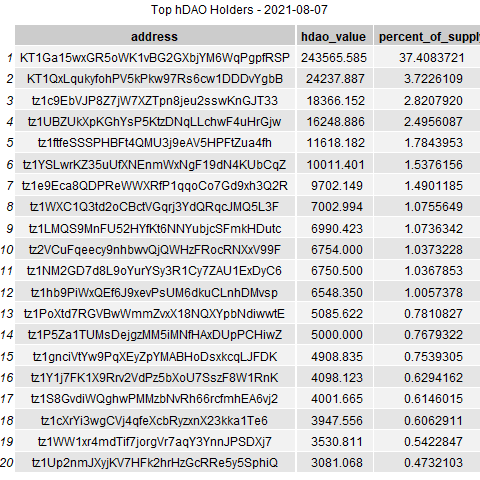 Top hDAO Holders - 2021-08-07
address hdao_value percent_of_supply
1 KT1Ga15wxGR5oWK1vBG2GXbjYM6WqPgpfRSP 243565.585 37.4083721
2 KT1QxLqukyfohPV5kPkw97Rs6cw1DDDvYgbB 24237.887 3.7226109
3 tz1c9EbVJP8Z7jW7XZTpn8jeu2sswKnGJT33 18366.152 2.8207920
4 tz1UBZUkXpKGhYsP5KtzDNqLLchwF4uHrGjw 16248.886 2.4956087
5 tz1ftfeSSSPHBFt4QMU3j9eAV5HPFtZua4fh 11618.182 1.7843953
6 tz1YSLwrKZ35uUfXNEnmWxNgF19dN4KUbCqZ 10011.401 1.5376156
7 tz1e9Eca8QDPReWWXRfP1qqoCo7Gd9xh3Q2R 9702.149 1.4901185
8 tz1WXC1Q3td2oCBctVGqrj3YdQRqcJMQ5L3F 7002.994 1.0755649
9 tz1LMQS9MnFU52HYfKt6NNYubjcSFmkHDutc 6990.423 1.0736342
10 tz2VCuFqeecy9nhbwvQjQWHzFRocRNXxV99F 6754.000 1.0373228
11 tz1NM2GD7d8L9oYurYSy3R1Cy7ZAU1ExDyC6 6750.500 1.0367853
12 tz1hb9PiWxQEf6J9xevPsUM6dkuCLnhDMvsp 6548.350 1.0057378
13 tz1PoXtd7RGVBwWmmZvxX18NQXYpbNdiwwtE 5085.622 0.7810827
14 tz1P5Za1TUMsDejgzMM5iMNfHAxDUpPCHiwZ 5000.000 0.7679322
15 tz1gnciVtYw9PqXEyZpYMABHoDsxkcqLJFDK 4908.835 0.7539305
16 tz1Y1j7FK1X9Rrv2VdPz5bXoU7SszF8W1RnK 4098.123 0.6294162
17 tz1S8GvdiWQghwPMMzbNvRh66rcfmhEA6vj2 4001.665 0.6146015
18 tz1cXrYi3wgCVj4qfeXcbRyzxnX23kka1Te6 3947.556 0.6062911
19 tz1WW1xr4mdTif7jorgVr7aqY3YnnJPSDXj7 3530.811 0.5422847
20 tz1Up2nmJXyjKV7HFk2hrHzGcRRe5y5SphiQ 3081.068 0.4732103